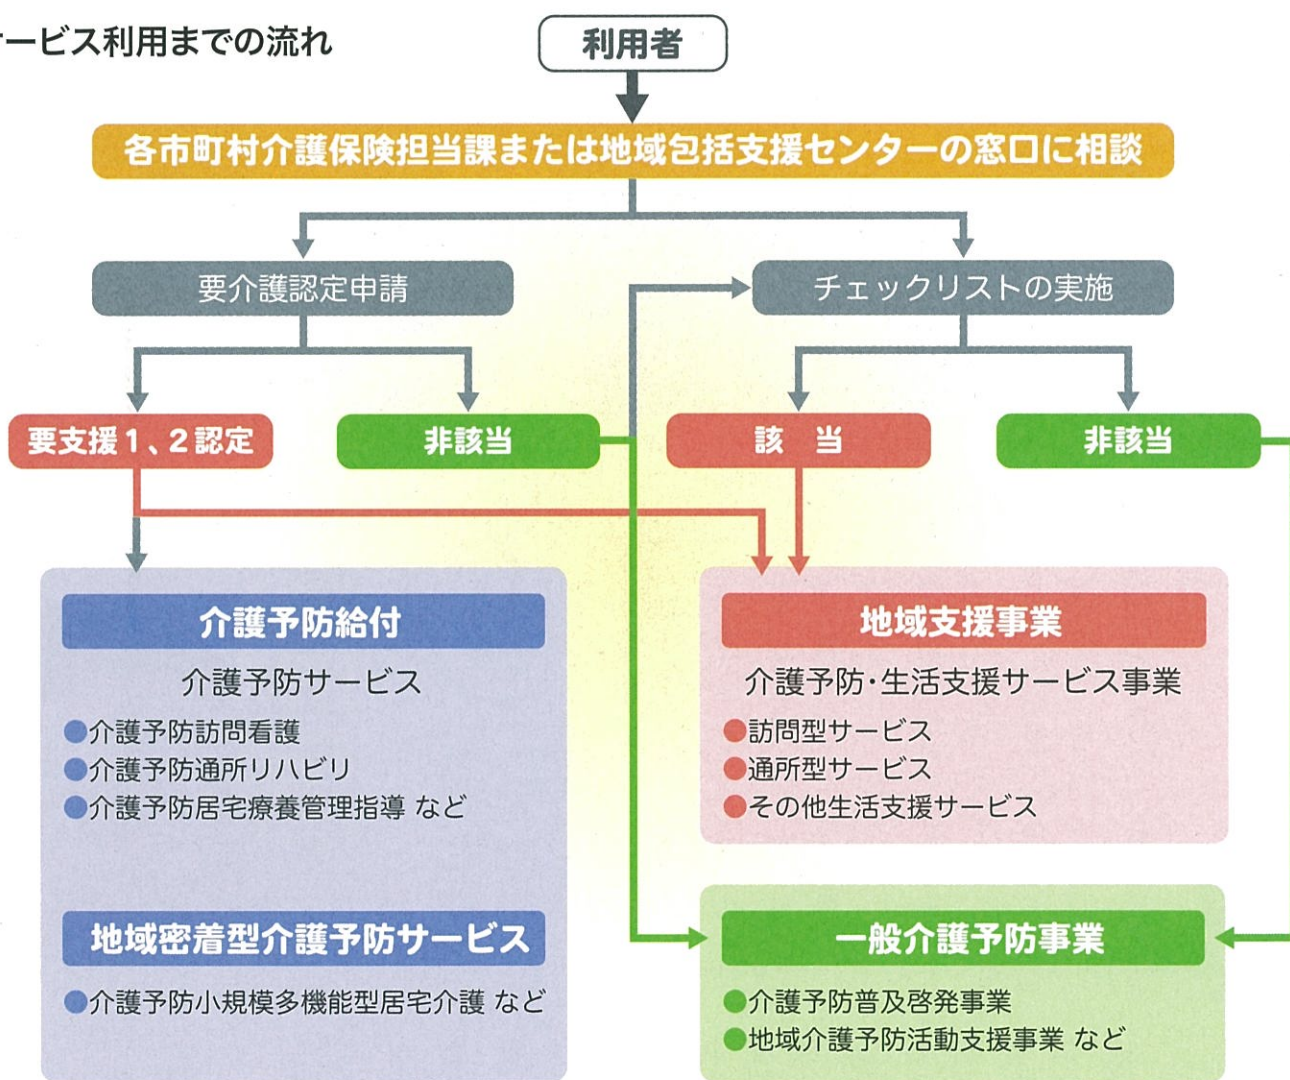 ービス利用までの流れ
利用者
各市町村介護保険担当課または地域包括支援センターの窓口に相談
要介護認定申請
チェックリストの実施
要支援1、2認定
非該当
該 当
非該当
介護予防給付
介護予防サービス
●介護予防訪問看護
●介護予防通所リハビリ
●介護予防居宅療養管理指導 など
地域密着型介護予防サービス
●介護予防小規模多機能型居宅介護 など
地域支援事業
介護予防・生活支援サービス事業
●訪問型サービス
●通所型サービス
●その他生活支援サービス
一般介護予防事業
●介護予防普及啓発事業
●地域介護予防活動支援事業 など